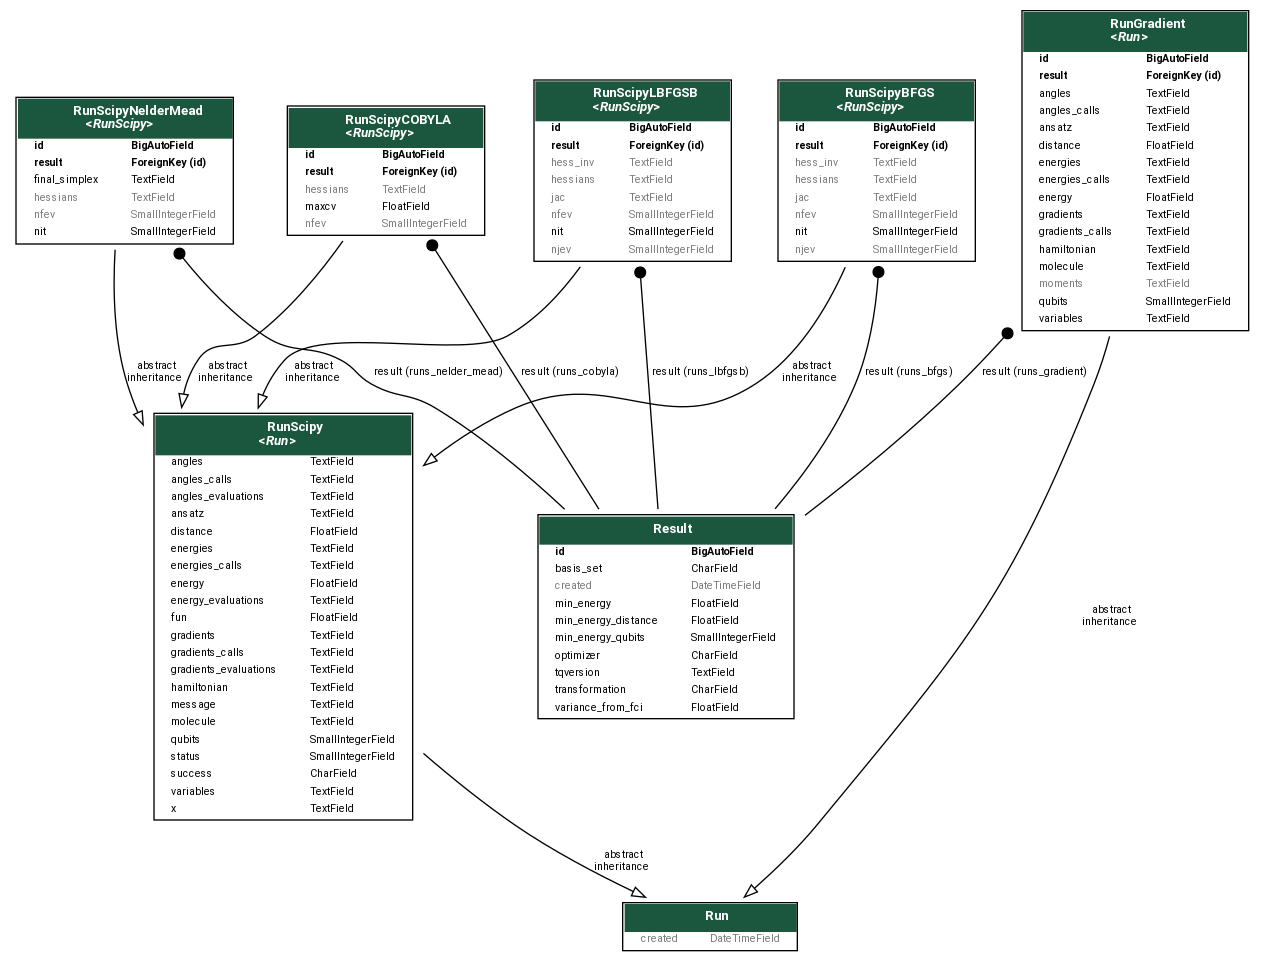 RunGradient
<Run>
id BigAutoField
result ForeignKey (id)
angles TextField
angles_calls TextField
ansatz TextField
distance FloatField
energies TextField
energies_calls TextField
energy FloatField
gradients TextField
gradients_calls TextField
hamiltonian TextField
molecule TextField
moments TextField
qubits SmallIntegerField
variables TextField
RunScipyNelderMead
<RunScipy>
id BigAutoField
result ForeignKey (id)
final_simplex TextField
hessians TextField
nfev SmallIntegerField
nit SmallIntegerField
RunScipyCOBYLA
<RunScipy>
id BigAutoField
result ForeignKey (id)
hessians TextField
maxcv FloatField
nfev SmallIntegerField
RunScipyLBFGSB
<RunScipy>
id BigAutoField
result ForeignKey (id)
hess_inv TextField
hessians TextField
jac TextField
nfev SmallIntegerField
nit SmallIntegerField
njev SmallIntegerField
RunScipyBFGS
<RunScipy>
id BigAutoField
result ForeignKey (id)
hess_inv TextField
hessians TextField
jac TextField
nfev SmallIntegerField
nit SmallIntegerField
njev SmallIntegerField
abstract
inheritance
abstract
inheritance
abstract
inheritance
result (runs_nelder_mead)
result (runs_cobyla)
result (runs_lbfgsb)
abstract
inheritance
result (runs_bfgs)
result (runs_gradient)
RunScipy
<Run>
angles TextField
angles_calls TextField
angles_evaluations TextField
ansatz TextField
distance FloatField
energies TextField
energies_calls TextField
energy FloatField
energy_evaluations TextField
fun FloatField
gradients TextField
gradients_calls TextField
gradients_evaluations TextField
hamiltonian TextField
message TextField
molecule TextField
qubits SmallIntegerField
status SmallIntegerField
success CharField
variables TextField
x TextField
Result
id BigAutoField
basis_set CharField
created DateTimeField
min_energy FloatField
min_energy_distance FloatField
min_energy_qubits SmallIntegerField
optimizer CharField
tqversion TextField
transformation CharField
variance_from_fci FloatField
abstract
inheritance
abstract
inheritance
Run
created DateTimeField